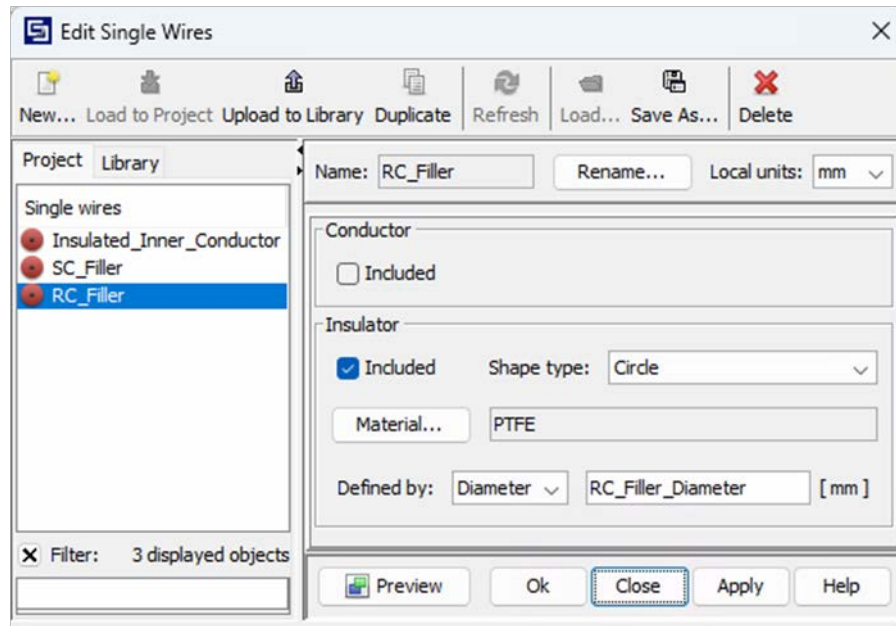 Edit Single Wires
New... Load to Project Upload to Library Duplicate Refresh Load... Save As... Delete
Project Library
Single wires
Insulated_Inner_Conductor
SC_Filler
RC_Filler
Filter: 3 displayed objects
Name: RC_Filler Rename... Local units: mm
Conductor
Included
Insulator
Included Shape type: Circle
Material... PTFE
Defined by: Diameter RC_Filler_Diameter [mm]
Preview Ok Close Apply Help